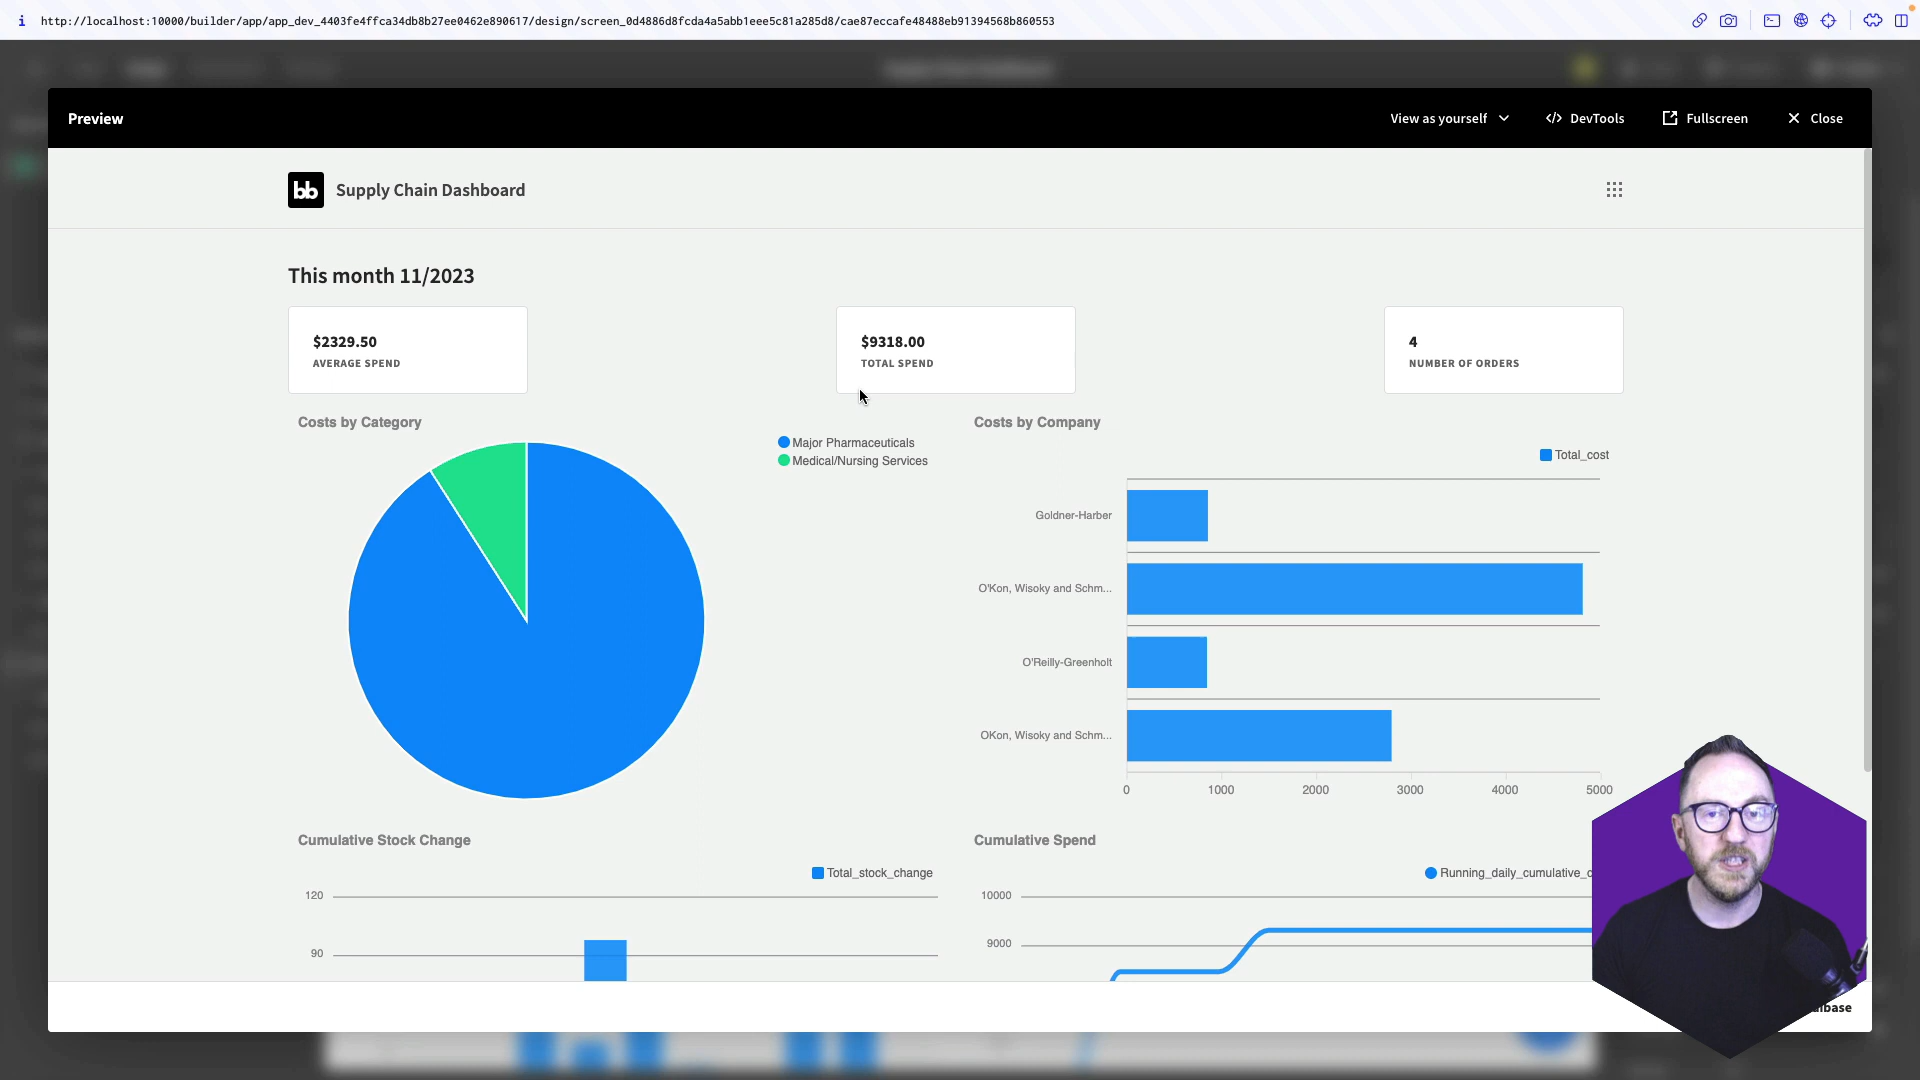 i http://localhost:10000/builder/app/app_dev_4403fe4ffca34db8b27ee0462e890617/design/screen_0d4886d8fcda4a5abb1eee5c81a285d8/cae87eccafe48488eb91394568b860553
Preview
View as yourself
</> DevTools
Fullscreen
Close
bb Supply Chain Dashboard
This month 11/2023
$2329.50
AVERAGE SPEND
$9318.00
TOTAL SPEND
4
NUMBER OF ORDERS
Costs by Category
Major Pharmaceuticals
Medical/Nursing Services
Costs by Company
Total_cost
Goldner-Harber
O'Kon, Wisoky and Schm...
O'Reilly-Greenholt
OKon, Wisoky and Schm...
0 1000 2000 3000 4000 5000
Cumulative Stock Change
Total_stock_change
120
90
Cumulative Spend
Running_daily_cumulative_c
10000
9000